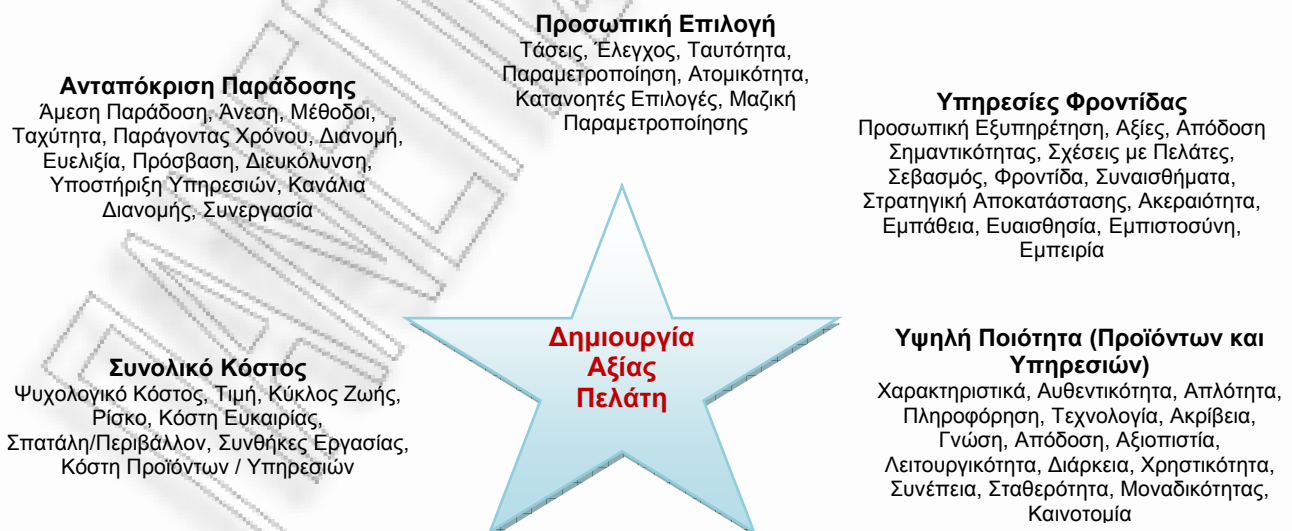 Προσωπική Επιλογή
Τάσεις, Έλεγχος, Ταυτότητα,
Παραμετροποίηση, Ατομικότητα,
Κατανοητές Επιλογές, Μαζική
Παραμετροποίησης
Ανταπόκριση Παράδοσης
Άμεση Παράδοση, Άνεση, Μέθοδοι,
Ταχύτητα, Παράγοντας Χρόνου, Διανομή,
Ευελιξία, Πρόσβαση, Διευκόλυνση,
Υποστήριξη Υπηρεσιών, Κανάλια
Διανομής, Συνεργασία
Υπηρεσίες Φροντίδας
Προσωπική Εξυπηρέτηση, Αξίες, Απόδοση
Σημαντικότητας, Σχέσεις με Πελάτες,
Σεβασμός, Φροντίδα, Συναισθήματα,
Στρατηγική Αποκατάστασης, Ακεραιότητα,
Εμπάθεια, Ευαισθησία, Εμπιστοσύνη,
Εμπειρία
Δημιουργία
Αξίας
Πελάτη
Συνολικό Κόστος
Ψυχολογικό Κόστος, Τιμή, Κύκλος Ζωής,
Ρίσκο, Κόστη Ευκαιρίας,
Σπατάλη/Περιβάλλον, Συνθήκες Εργασίας,
Κόστη Προϊόντων / Υπηρεσιών
Υψηλή Ποιότητα (Προϊόντων και
Υπηρεσιών)
Χαρακτηριστικά, Αυθεντικότητα, Απλότητα,
Πληροφόρηση, Τεχνολογία, Ακρίβεια,
Γνώση, Απόδοση, Αξιοπιστία,
Λειτουργικότητα, Διάρκεια, Χρηστικότητα,
Συνέπεια, Σταθερότητα, Μοναδικότητας,
Καινοτομία